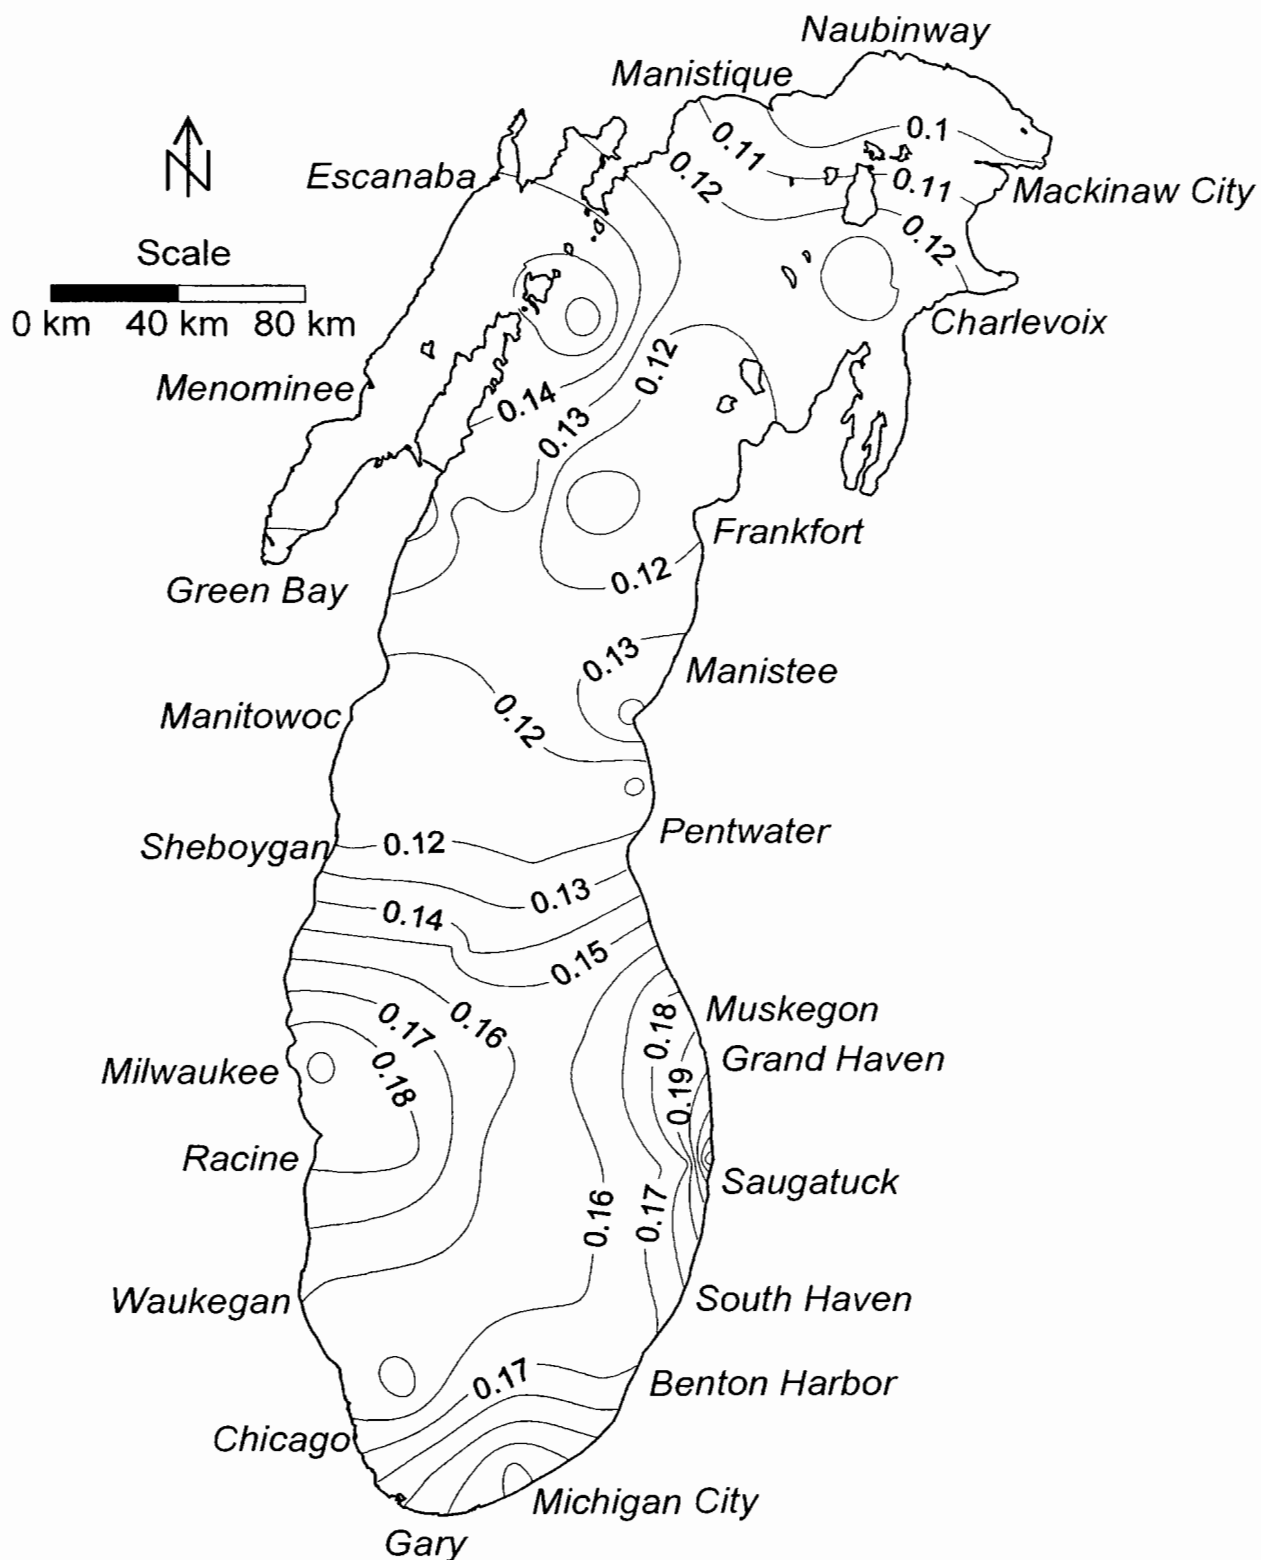 Naubinway
Manistique
0.1
0.11
Escanaba
0.12
0.11
Mackinaw City
N
0.12
Scale
0 km 40 km 80 km
Charlevoix
0.12
Menominee
0.14
0.13
Frankfort
0.12
Green Bay
0.13
Manistee
0.12
Manitowoc
Pentwater
Sheboygan
0.12
0.13
0.14
0.15
Muskegon
0.18
0.16
0.17
Grand Haven
Milwaukee
0.18
0.19
Racine
Saugatuck
0.16
0.17
Waukegan
South Haven
0.17
Benton Harbor
Chicago
Michigan City
Gary